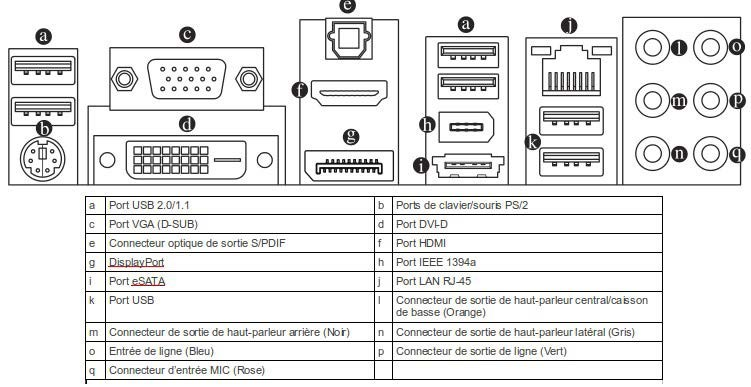 e
a
c
a
j
l
o
f
m
p
b
d
h
g
k
i
n
q
a Port USB 2.0/1.1 b Ports de clavier/souris PS/2
c Port VGA (D-SUB) d Port DVI-D
e Connecteur optique de sortie S/PDIF f Port HDMI
g DisplayPort h Port IEEE 1394a
i Port eSATA j Port LAN RJ-45
k Port USB l Connecteur de sortie de haut-parleur central/caisson
de basse (Orange)
m Connecteur de sortie de haut-parleur arrière (Noir) n Connecteur de sortie de haut-parleur latéral (Gris)
o Entrée de ligne (Bleu) p Connecteur de sortie de ligne (Vert)
q Connecteur d'entrée MIC (Rose)